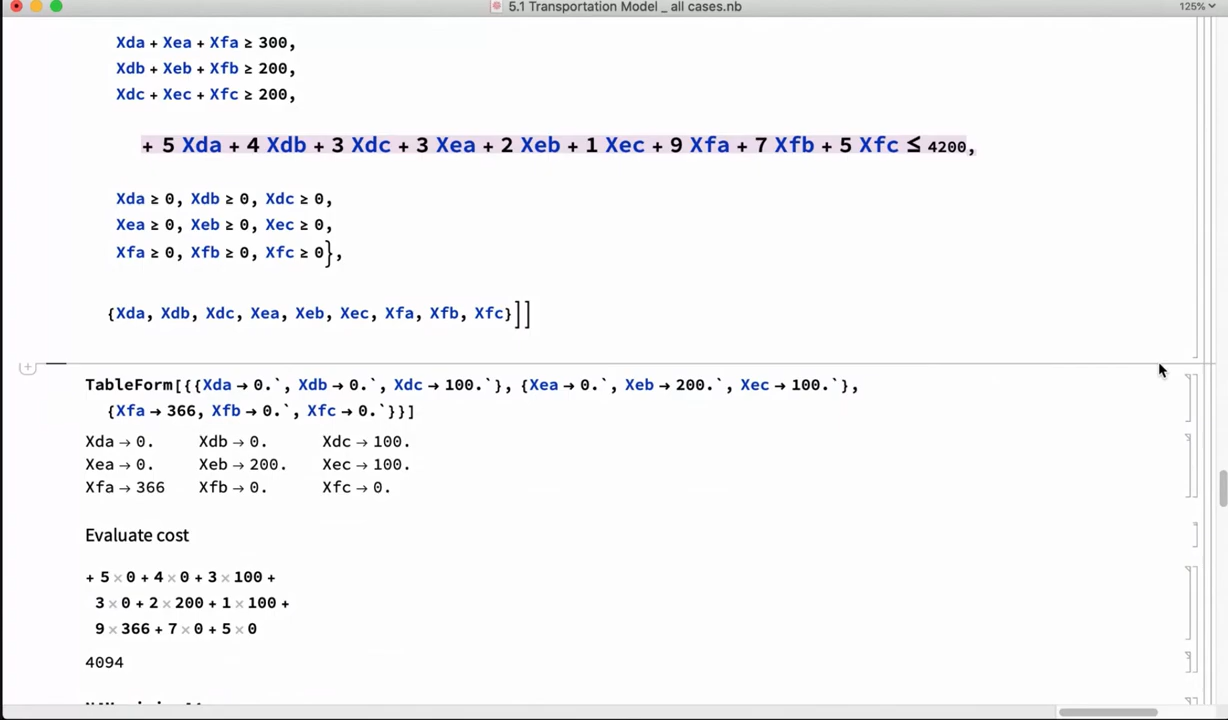 5.1 Transportation Model _ all cases.nb
125%
Xda + Xea + Xfa ≥ 300,
Xdb + Xeb + Xfb ≥ 200,
Xdc + Xec + Xfc ≥ 200,
+ 5 Xda + 4 Xdb + 3 Xdc + 3 Xea + 2 Xeb + 1 Xec + 9 Xfa + 7 Xfb + 5 Xfc ≤ 4200,
Xda ≥ 0, Xdb ≥ 0, Xdc ≥ 0,
Xea ≥ 0, Xeb ≥ 0, Xec ≥ 0,
Xfa ≥ 0, Xfb ≥ 0, Xfc ≥ 0},
{Xda, Xdb, Xdc, Xea, Xeb, Xec, Xfa, Xfb, Xfc}]]
TableForm[{{Xda → 0.`, Xdb → 0.`, Xdc → 100.`}, {Xea → 0.`, Xeb → 200.`, Xec → 100.`},
{Xfa → 366, Xfb → 0.`, Xfc → 0.`}}]
Xda → 0. Xdb → 0. Xdc → 100.
Xea → 0. Xeb → 200. Xec → 100.
Xfa → 366 Xfb → 0. Xfc → 0.
Evaluate cost
+ 5 × 0 + 4 × 0 + 3 × 100 +
3 × 0 + 2 × 200 + 1 × 100 +
9 × 366 + 7 × 0 + 5 × 0
4094